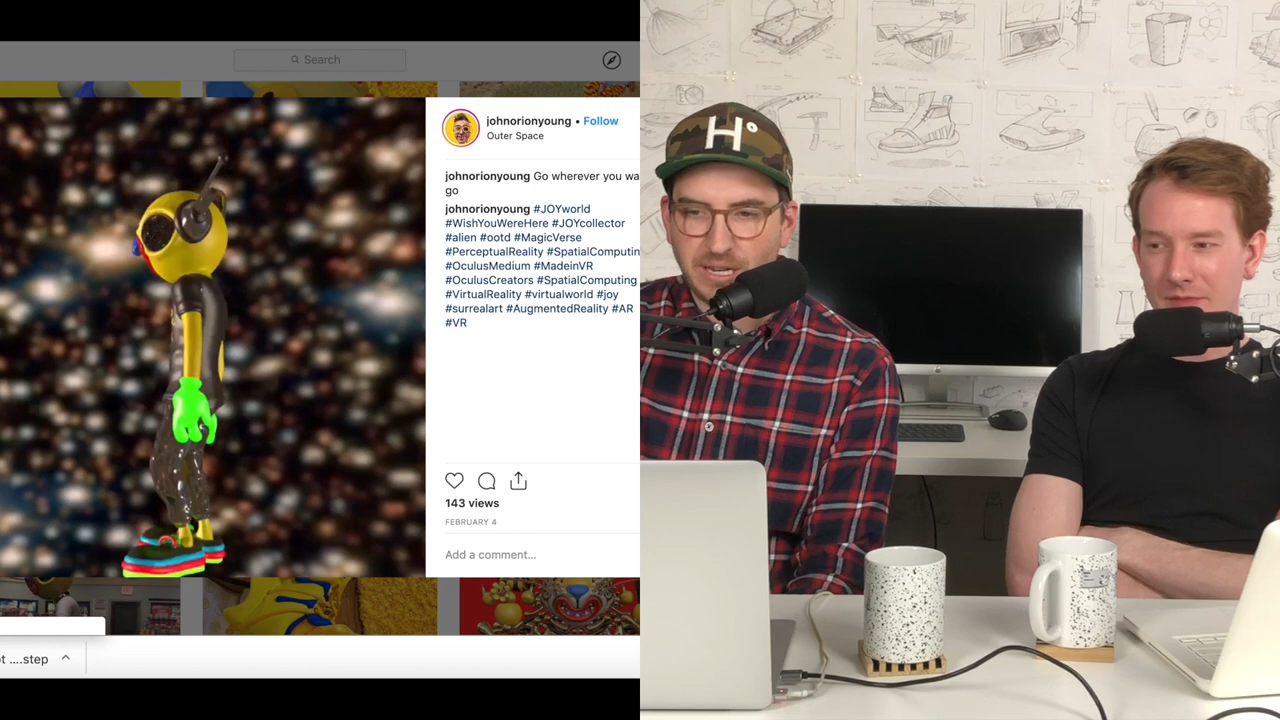 Search
johnorionyoung • Follow
Outer Space
johnorionyoung Go wherever you wa
go
johnorionyoung #JOYworld
#WishYouWereHere #JOYcollector
#alien #ootd #MagicVerse
#PerceptualReality #SpatialComputin
#OculusMedium #MadeinVR
#OculusCreators #SpatialComputing
#VirtualReality #virtualworld #joy
#surrealart #AugmentedReality #AR
#VR
143 views
FEBRUARY 4
Add a comment...
ot ....step
H°